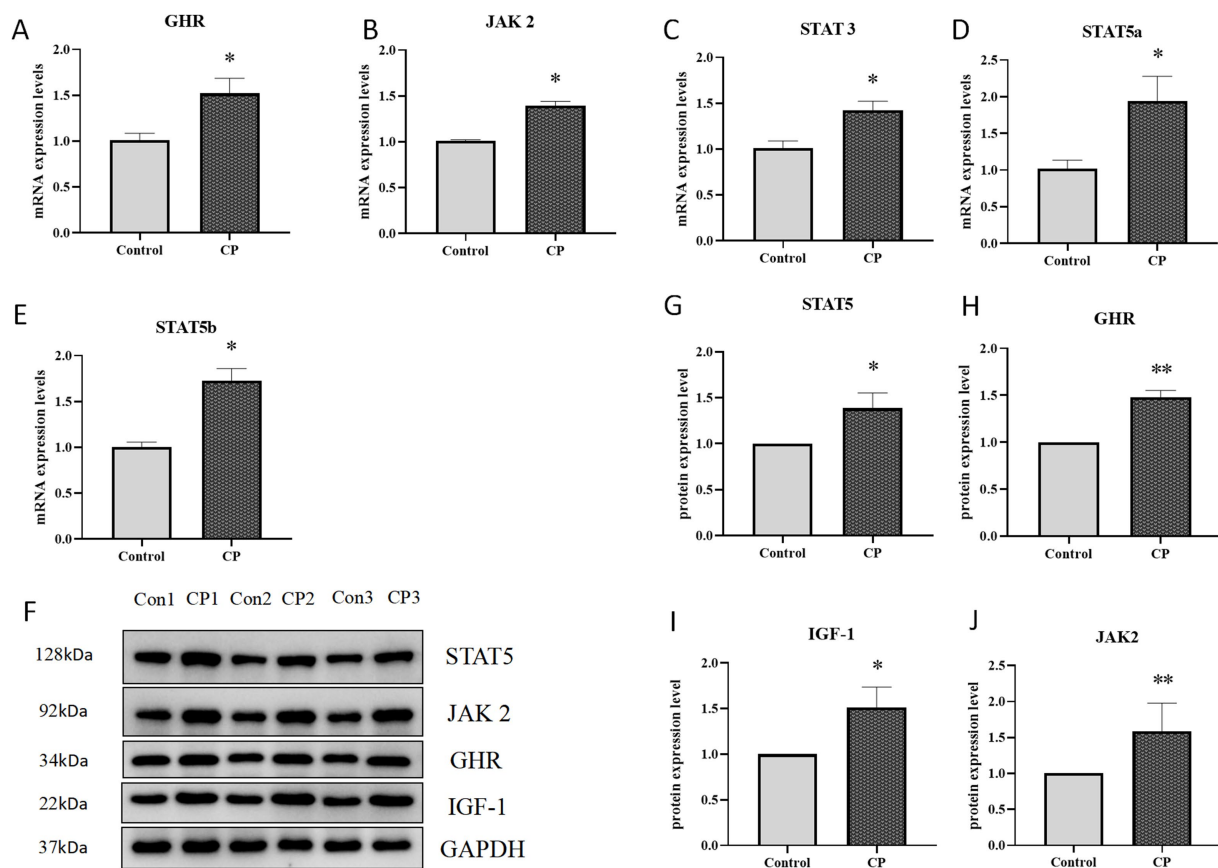 A
GHR
mRNA expression levels
2.0
1.5
1.0
0.5
0.0
*
Control
CP
B
JAK 2
mRNA expression levels
2.0
1.5
1.0
0.5
0.0
*
Control
CP
C
STAT 3
mRNA expression levels
2.0
1.5
1.0
0.5
0.0
*
Control
CP
D
STAT5a
mRNA expression levels
2.5
2.0
1.5
1.0
0.5
0.0
*
Control
CP
E
STAT5b
mRNA expression levels
2.0
1.5
1.0
0.5
0.0
*
Control
CP
G
STAT5
protein expression level
2.0
1.5
1.0
0.5
0.0
*
Control
CP
H
GHR
protein expression level
2.0
1.5
1.0
0.5
0.0
**
Control
CP
F
Con1 CP1 Con2 CP2 Con3 CP3
128kDa STAT5
92kDa JAK 2
34kDa GHR
22kDa IGF-1
37kDa GAPDH
I
IGF-1
protein expression level
2.0
1.5
1.0
0.5
0.0
*
Control
CP
J
JAK2
protein expression level
2.5
2.0
1.5
1.0
0.5
0.0
**
Control
CP